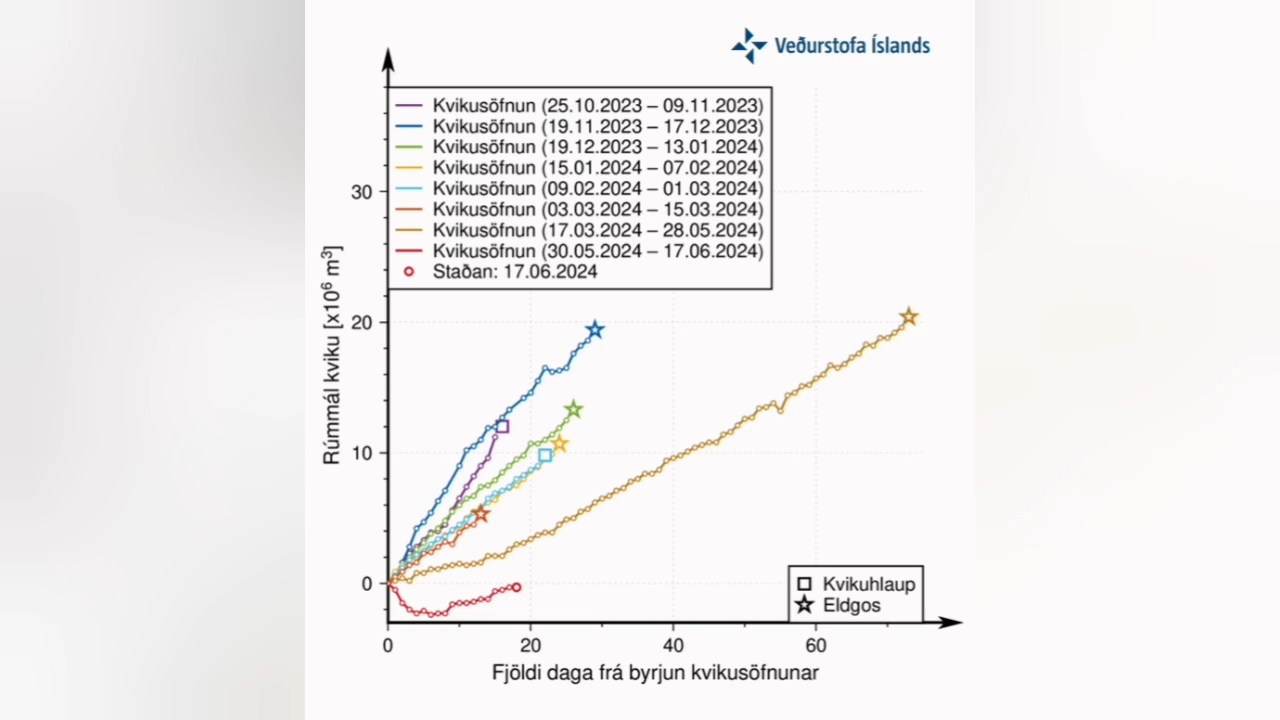 Veðurstofa Íslands
Kvikusöfnun (25.10.2023 – 09.11.2023)
Kvikusöfnun (19.11.2023 – 17.12.2023)
Kvikusöfnun (19.12.2023 – 13.01.2024)
Kvikusöfnun (15.01.2024 – 07.02.2024)
Kvikusöfnun (09.02.2024 – 01.03.2024)
Kvikusöfnun (03.03.2024 – 15.03.2024)
Kvikusöfnun (17.03.2024 – 28.05.2024)
Kvikusöfnun (30.05.2024 – 17.06.2024)
Staðan: 17.06.2024
Rúmmál kviku [x10⁶ m³]
30
20
10
0
Kvikuhlaup
Eldgos
0 20 40 60
Fjöldi daga frá byrjun kvikusöfnunar